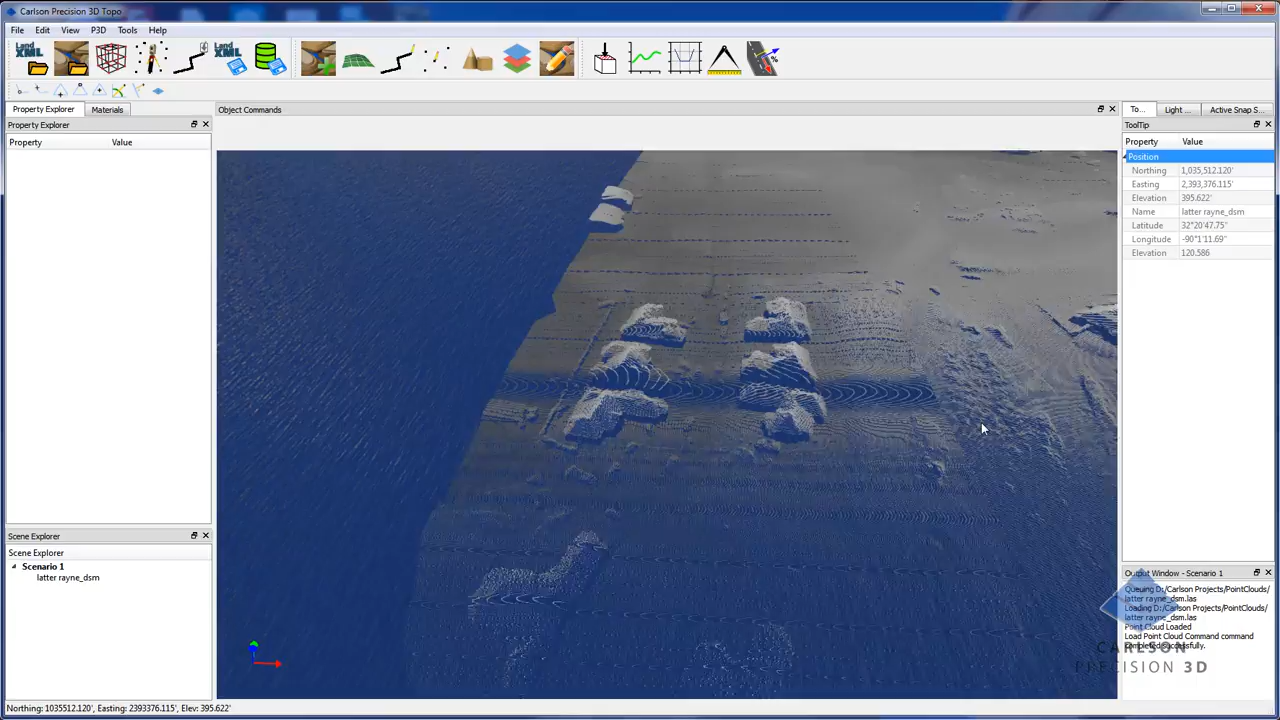 Carlson Precision 3D Topo
File Edit View P3D Tools Help
Land XML
Land XML
%
Property Explorer Materials
Property Explorer
Property Value
Scene Explorer
Scene Explorer
Scenario 1
latter rayne_dsm
Object Commands
To... Light ... Active Snap S...
ToolTip
Property Value
Position
Northing 1,035,512.120'
Easting 2,393,376.115'
Elevation 395.622'
Name latter rayne_dsm
Latitude 32°20'47.75"
Longitude -90°1'11.69"
Elevation 120.586
Output Window - Scenario 1
Queuing D:/Carlson Projects/PointClouds/
latter rayne_dsm.las
Loading D:/Carlson Projects/PointClouds/
latter rayne_dsm.las
Point Cloud Loaded
Load Point Cloud Command command
completed successfully.
CARLSON
PRECISION 3D
Northing: 1035512.120' Easting: 2393376.115' Elev: 395.622'